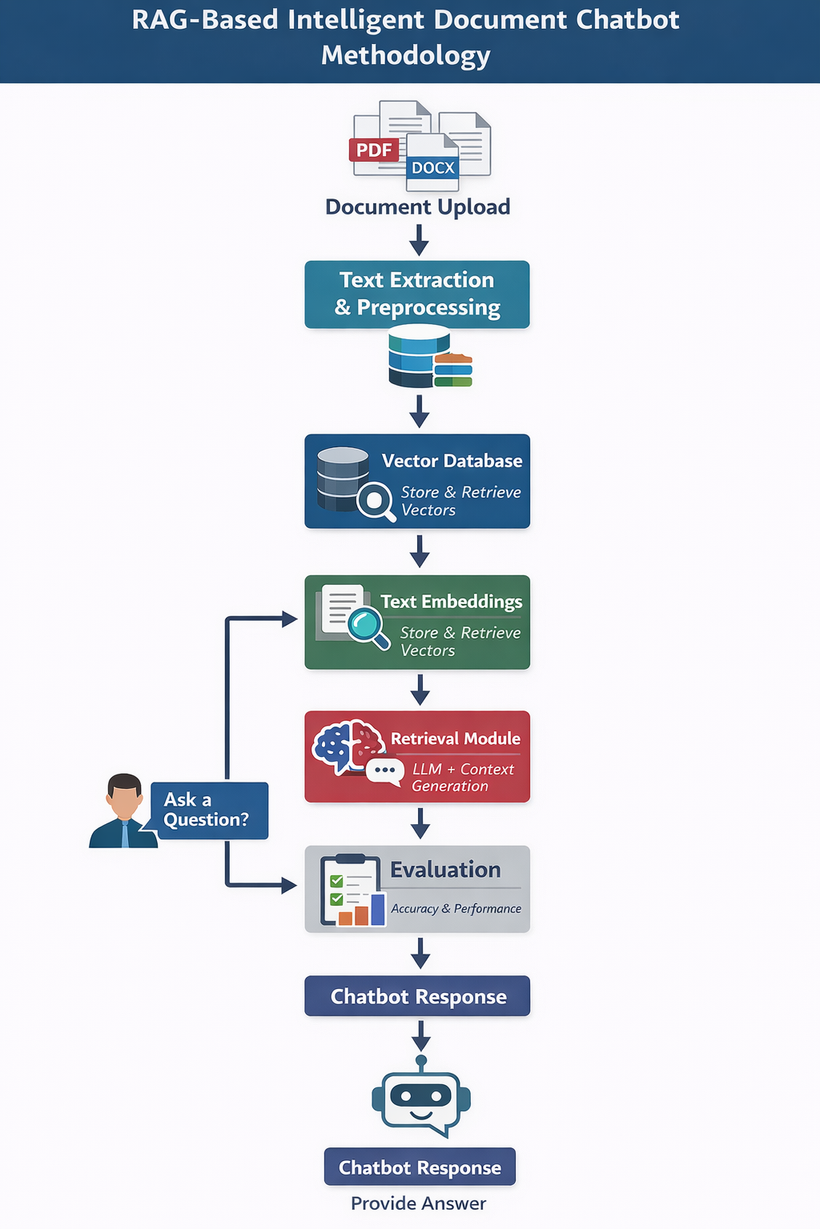 RAG-Based Intelligent Document Chatbot
Methodology
PDF
DOCX
Document Upload
Text Extraction
& Preprocessing
Vector Database
Store & Retrieve
Vectors
Text Embeddings
Store & Retrieve
Vectors
Retrieval Module
LLM + Context
Generation
Ask a
Question?
Evaluation
Accuracy & Performance
Chatbot Response
Chatbot Response
Provide Answer